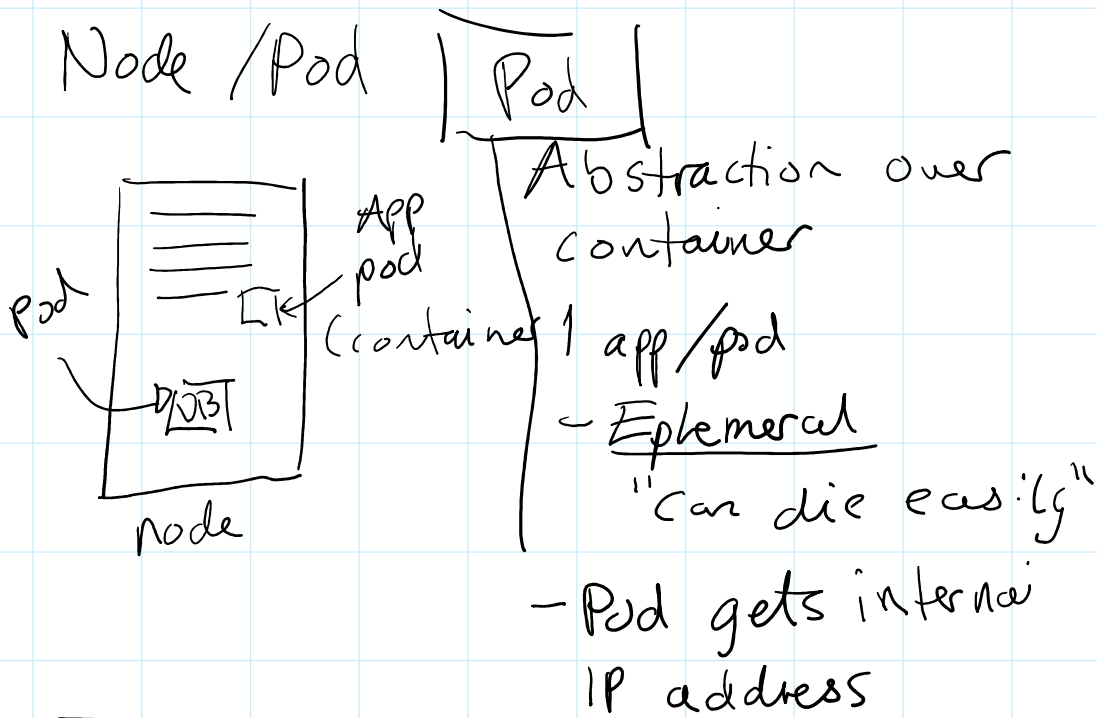 Node /Pod
Pod
Abstraction over
container
App
pod
(container
pod
DB
node
1 app/pod
- Ephemeral
"can die easily"
- Pod gets internal
IP address